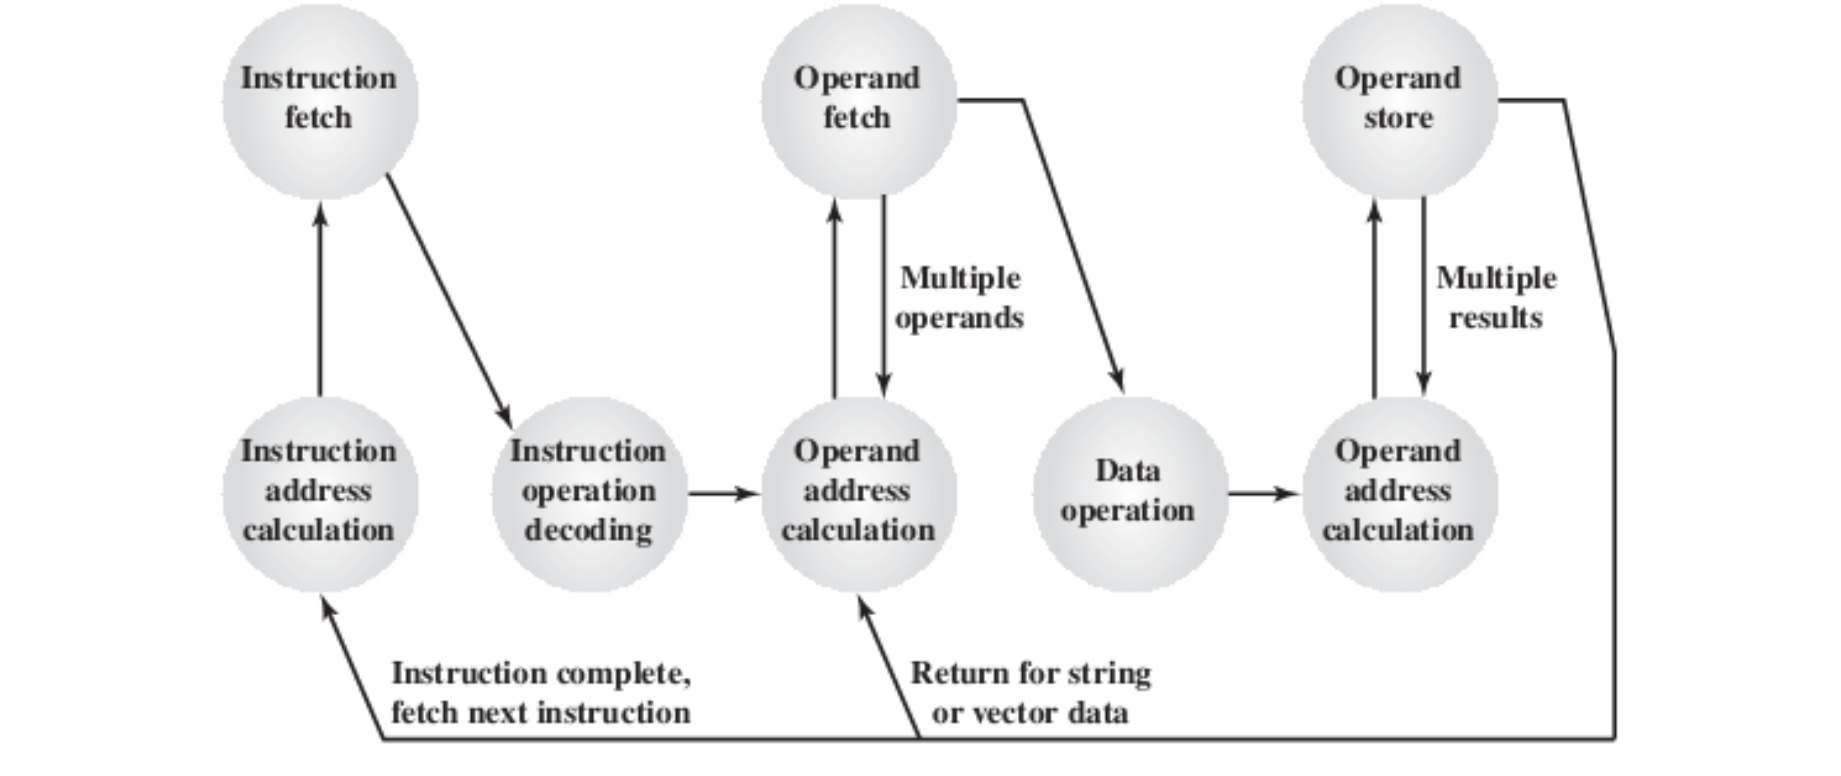 Instruction
fetch
Operand
fetch
Operand
store
Multiple
operands
Multiple
results
Instruction
address
calculation
Instruction
operation
decoding
Operand
address
calculation
Data
operation
Operand
address
calculation
Instruction complete,
fetch next instruction
Return for string
or vector data